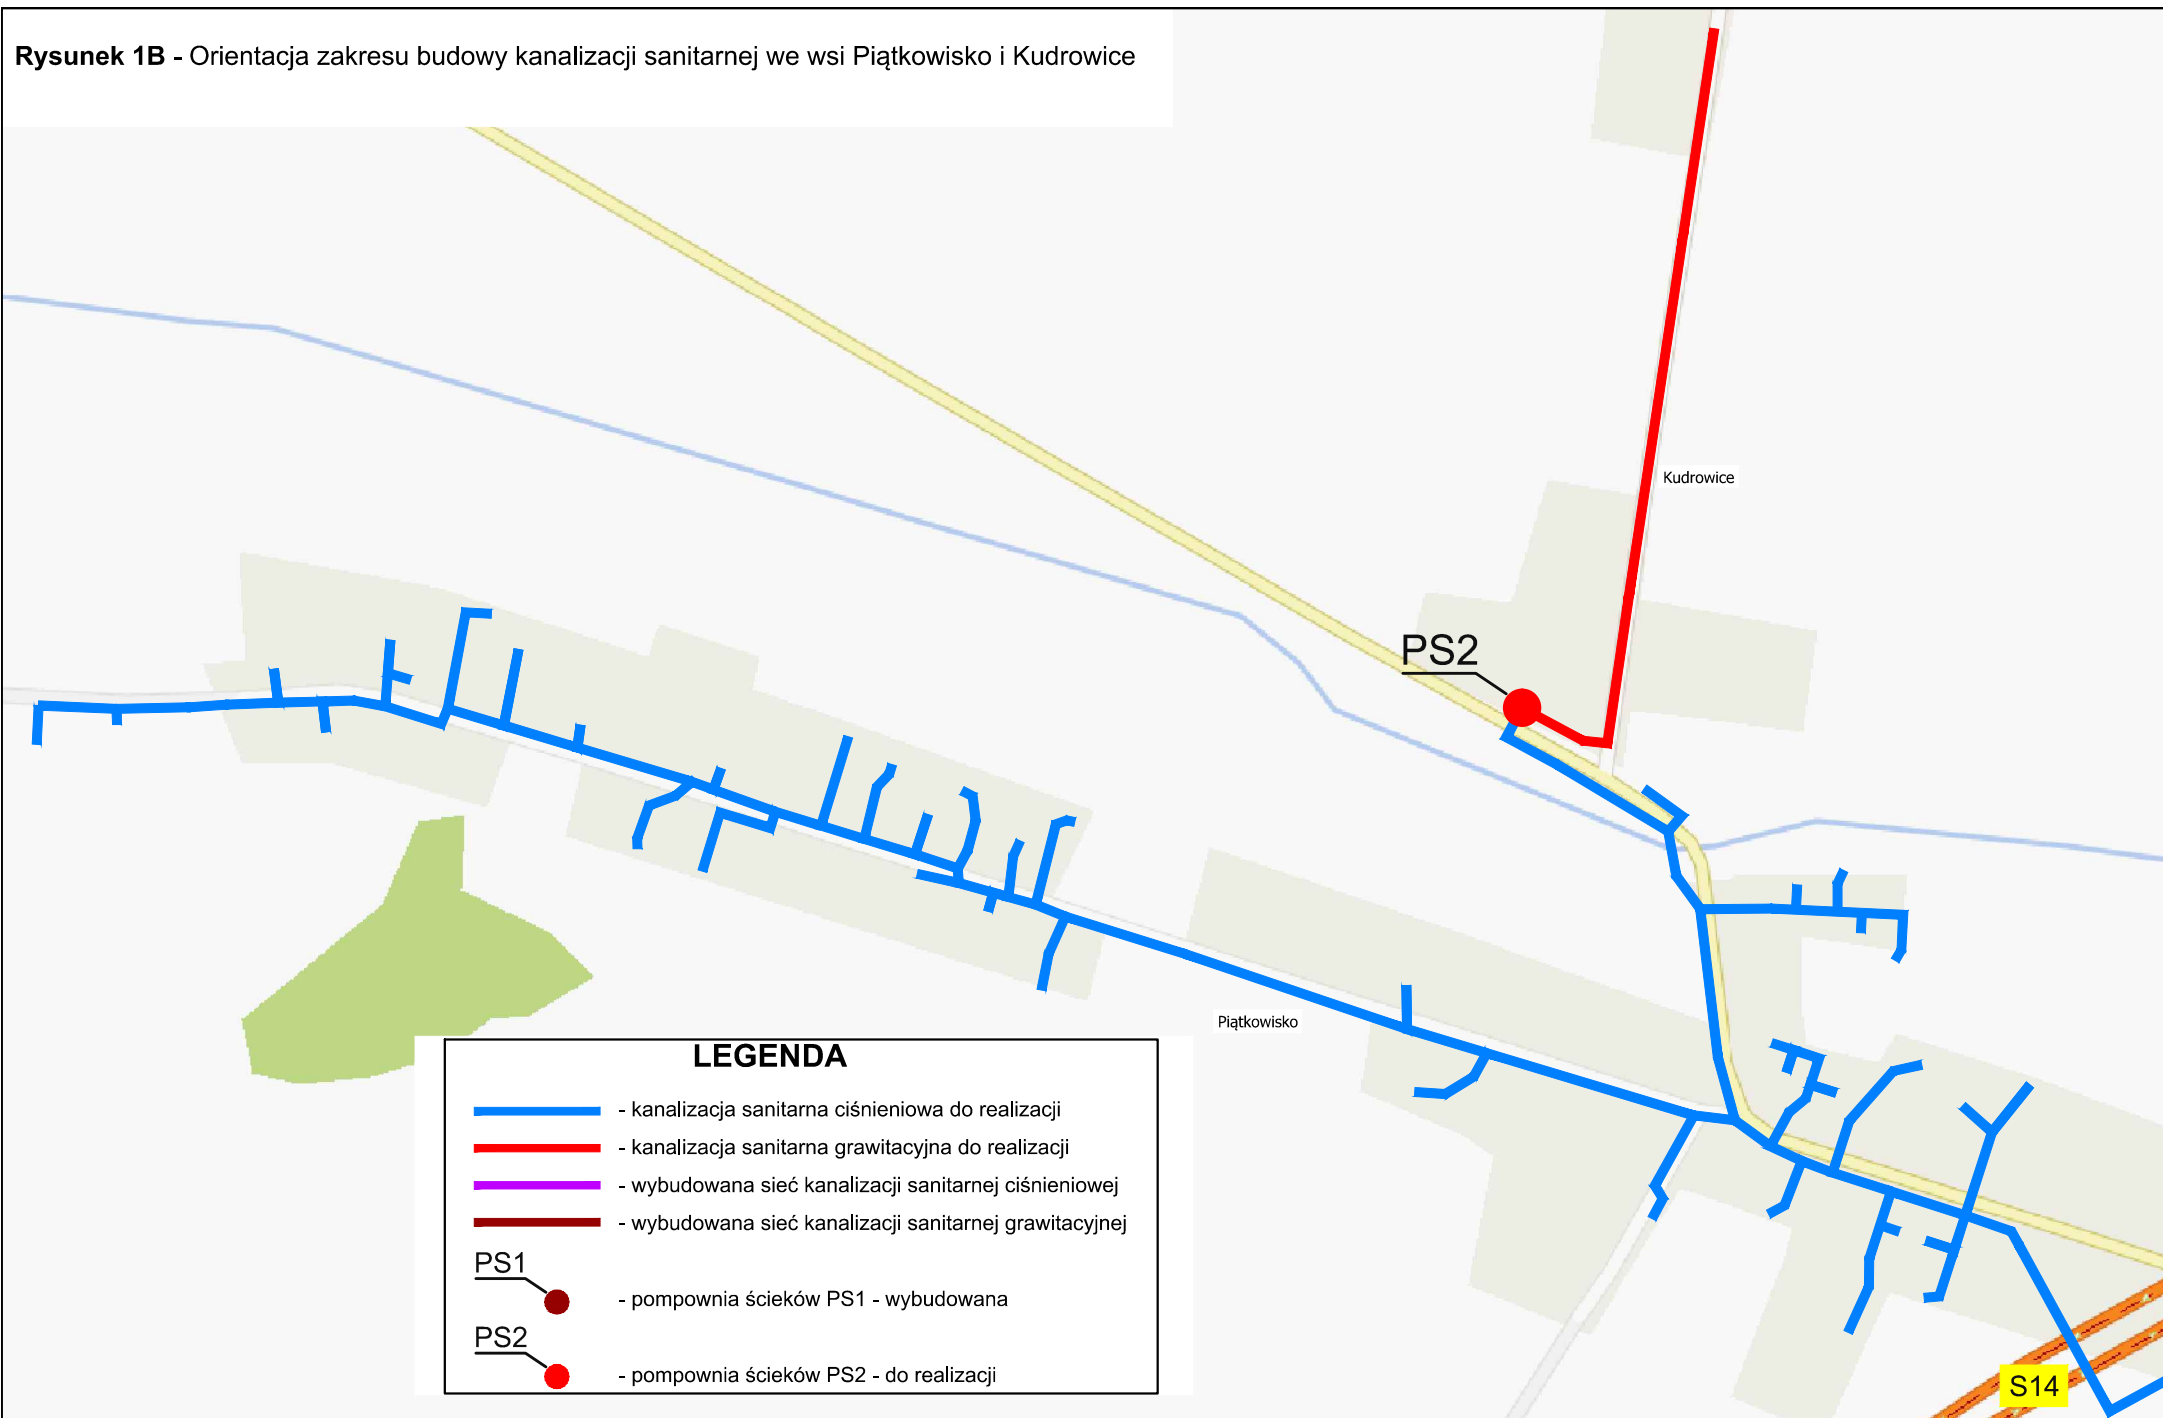 Rysunek 1B - Orientacja zakresu budowy kanalizacji sanitarnej we wsi Piątkowisko i Kudrowice
Kudrowice
PS2
Piątkowisko
LEGENDA
- kanalizacja sanitarna ciśnieniowa do realizacji
- kanalizacja sanitarna grawitacyjna do realizacji
- wybudowana sieć kanalizacji sanitarnej ciśnieniowej
- wybudowana sieć kanalizacji sanitarnej grawitacyjnej
PS1
- pompownia ścieków PS1 - wybudowana
PS2
- pompownia ścieków PS2 - do realizacji
S14